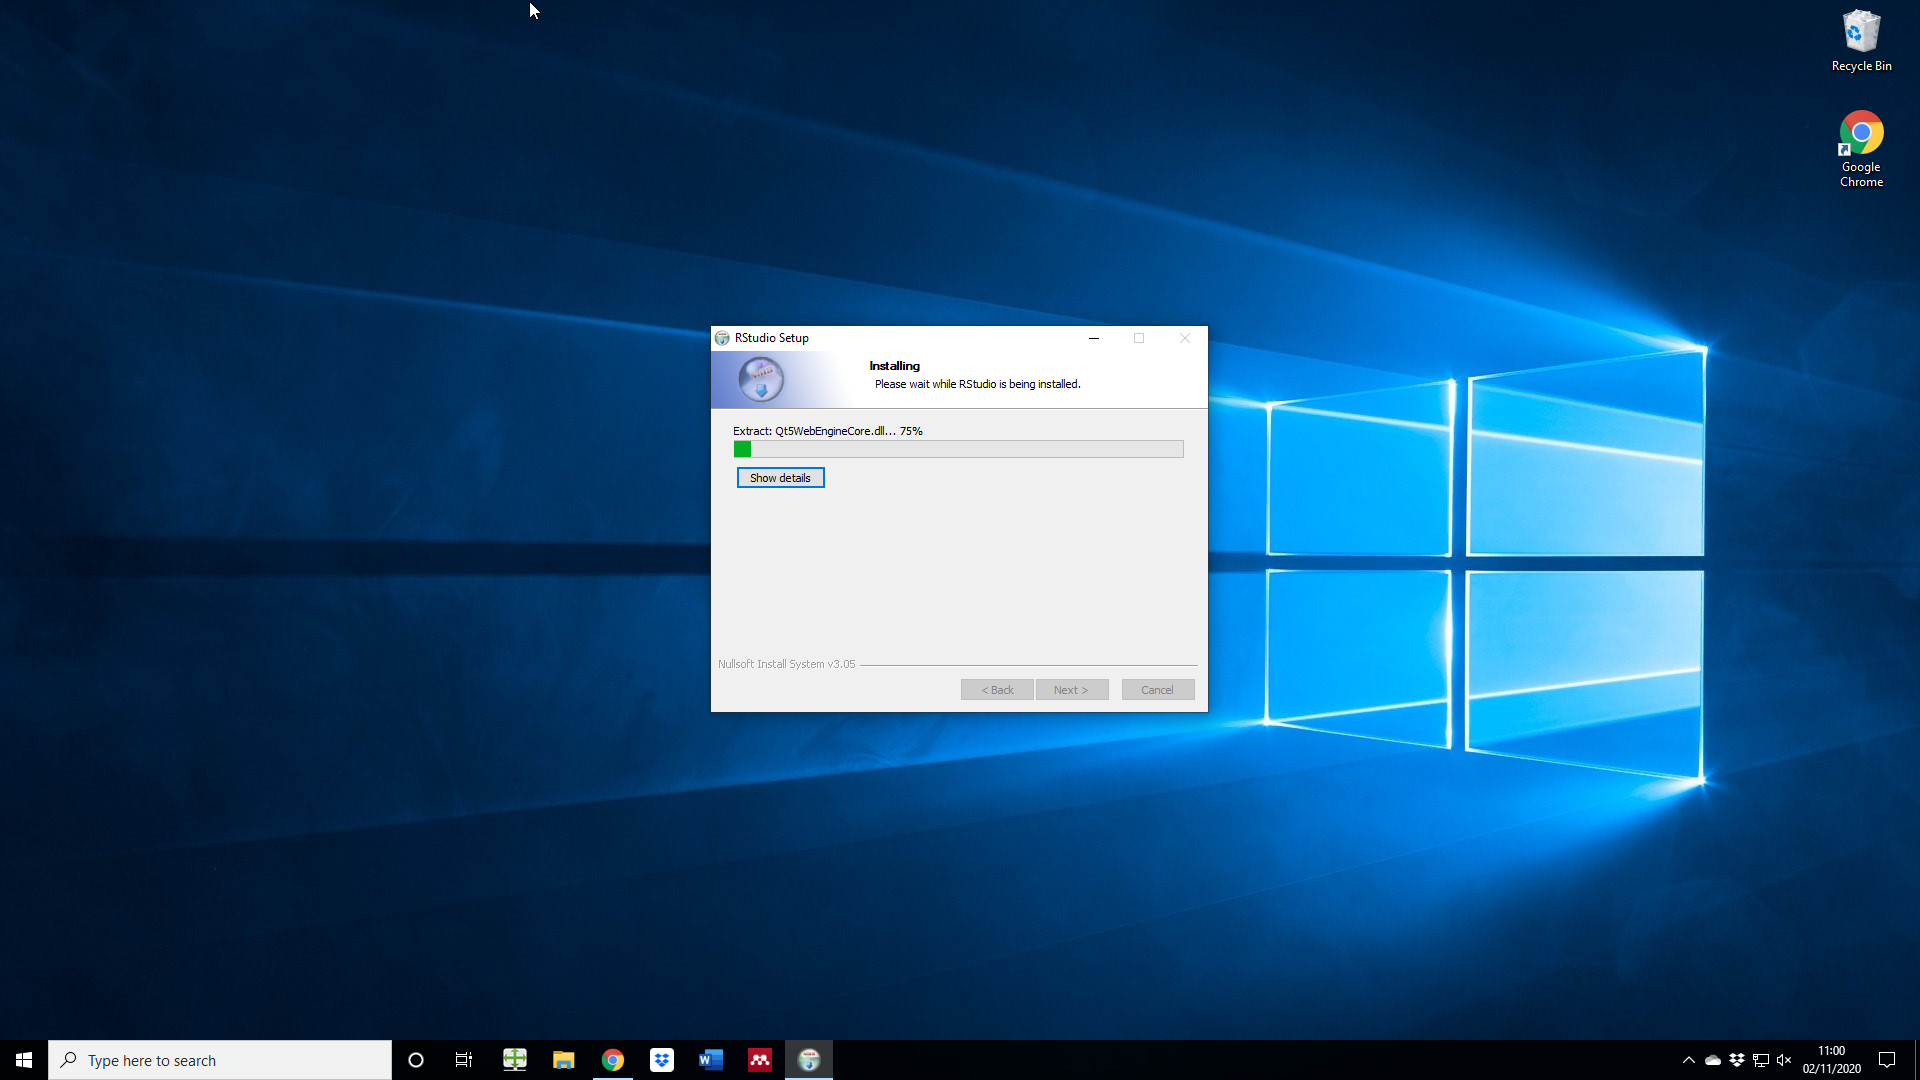 Recycle Bin
Google
Chrome
RStudio Setup
Installing
Please wait while RStudio is being installed.
Extract: Qt5WebEngineCore.dll... 75%
Show details
Nullsoft Install System v3.05
< Back
Next >
Cancel
Type here to search
11:00
02/11/2020